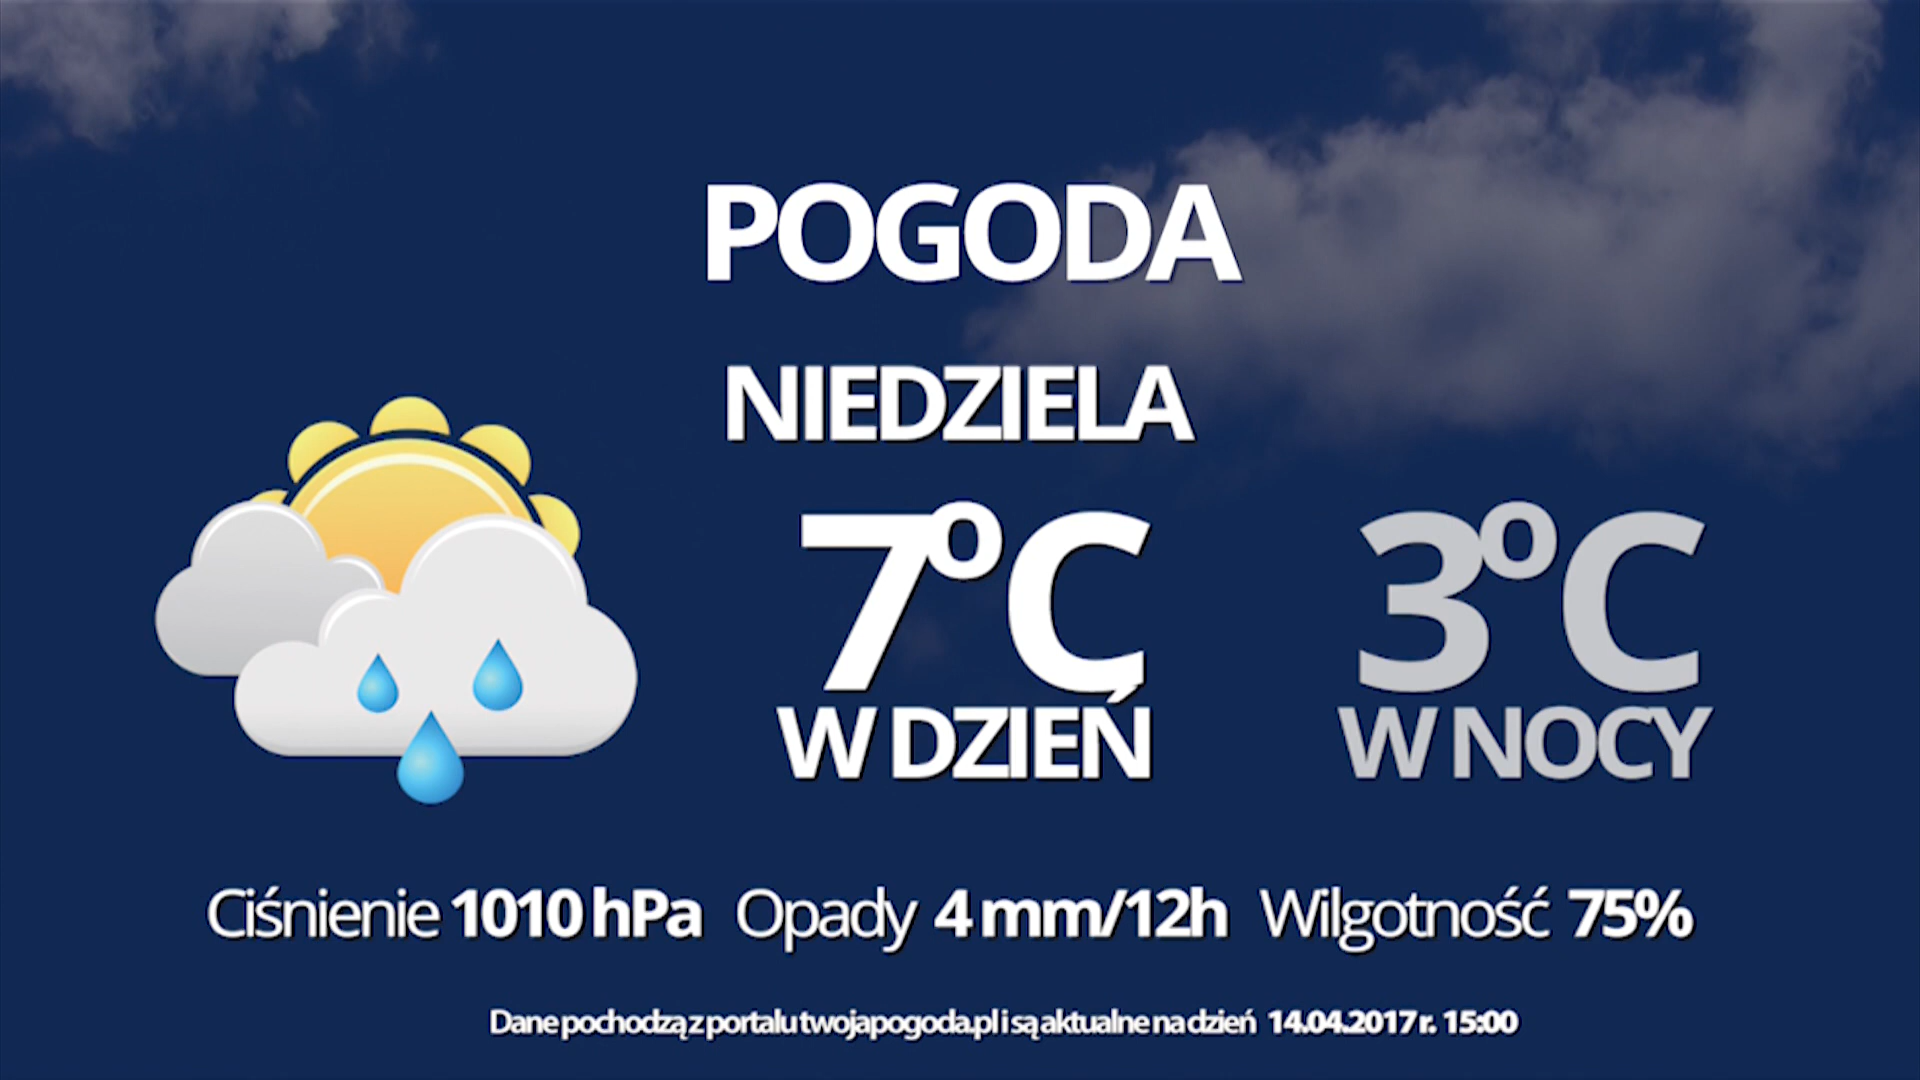 POGODA
NIEDZIELA
7°C 3°C
W DZIEŃ W NOCY
Ciśnienie 1010 hPa Opady 4 mm/12h Wilgotność 75%
Dane pochodzą z portalu twojapogoda.pl i są aktualne na dzień 14.04.2017 r. 15:00